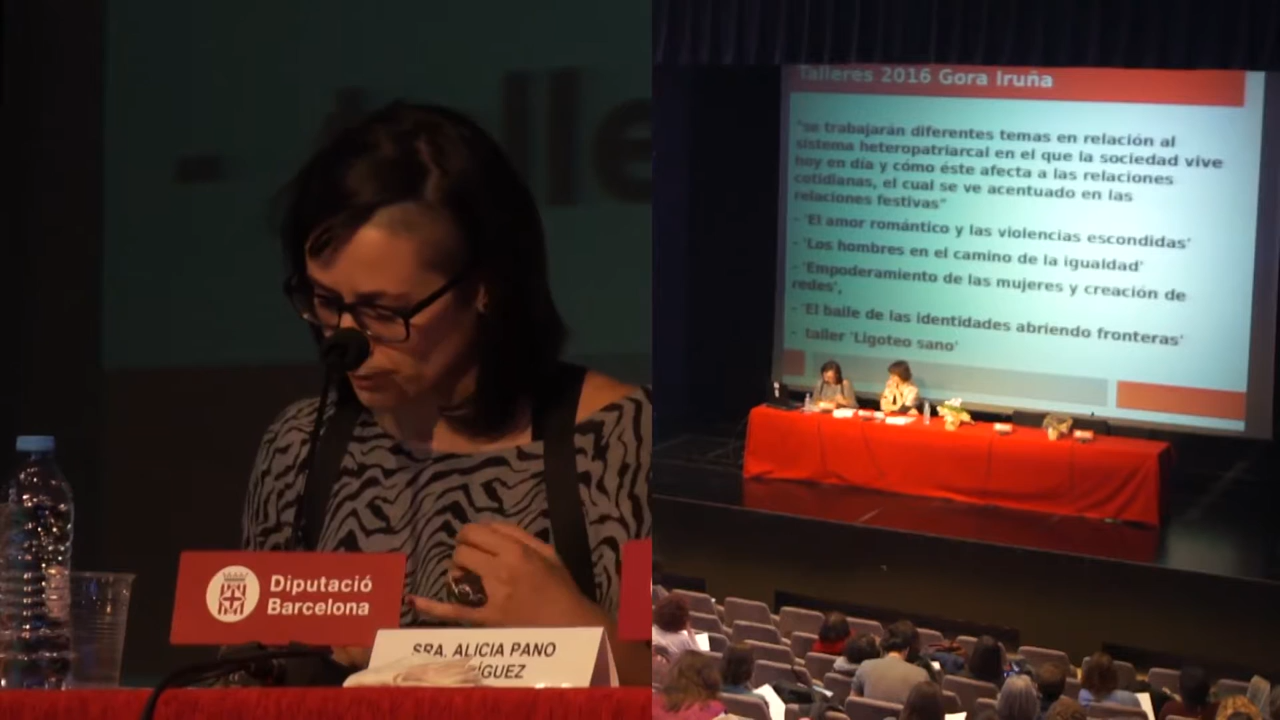 alle
Diputació
Barcelona
SRA. ALICIA PANO
ÍGUEZ
Talleres 2016 Gora Iruña
"se trabajarán diferentes temas en relación al
sistema heteropatriarcal en el que la sociedad vive
hoy en día y cómo éste afecta a las relaciones
cotidianas, el cual se ve acentuado en las
relaciones festivas"
- 'El amor romántico y las violencias escondidas'
- 'Los hombres en el camino de la igualdad'
- 'Empoderamiento de las mujeres y creación de
redes',
- 'El baile de las identidades abriendo fronteras'
- taller 'Ligoteo sano'